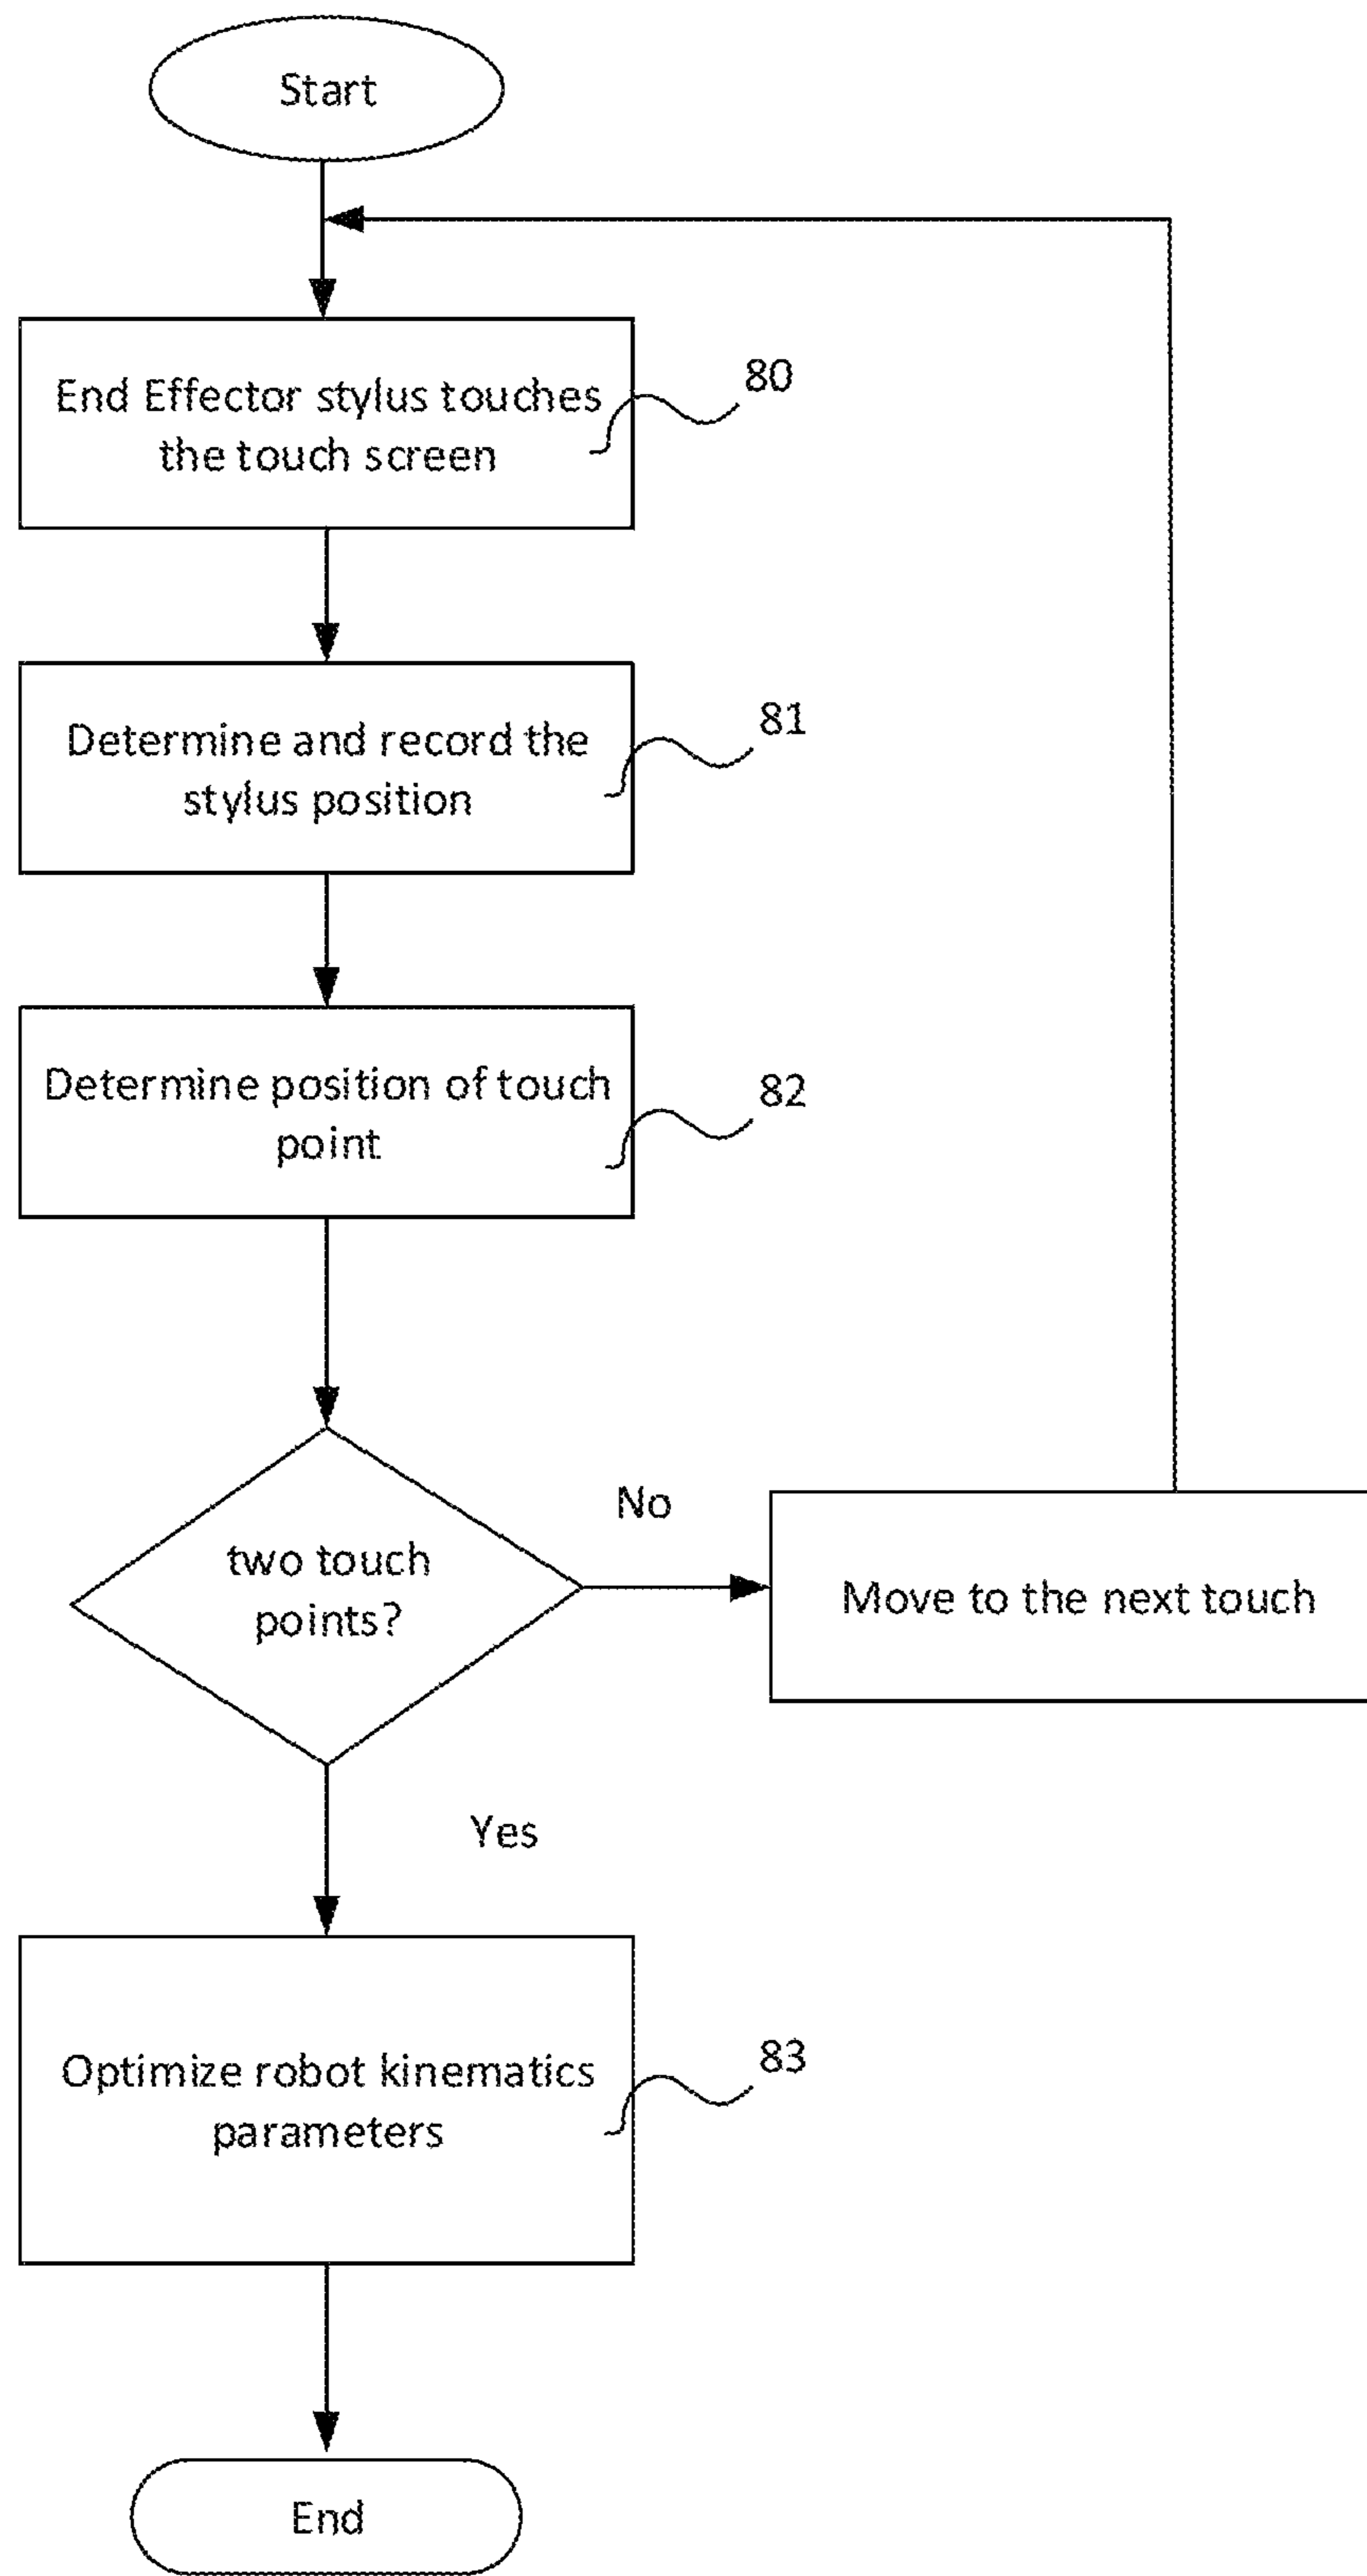 Start
End Effector stylus touches
the touch screen
80
Determine and record the
stylus position
81
Determine position of touch
point
82
two touch
points?
No
Move to the next touch
Yes
Optimize robot kinematics
parameters
83
End